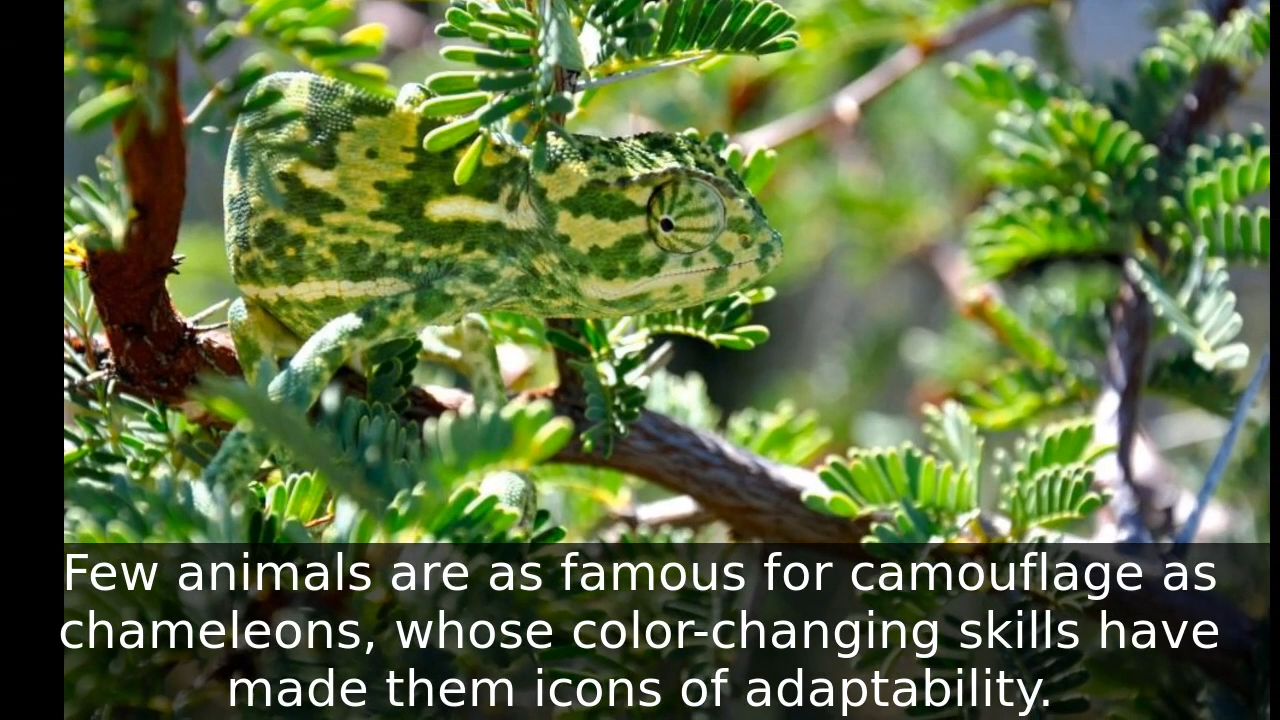 Few animals are as famous for camouflage as
chameleons, whose color-changing skills have
made them icons of adaptability.